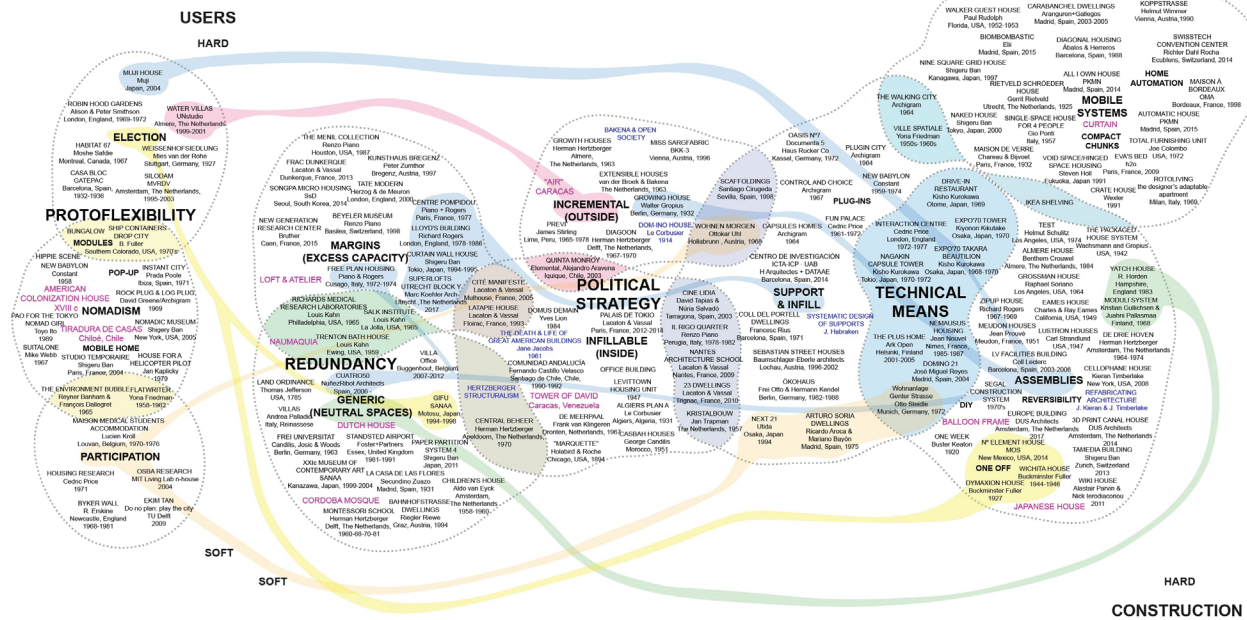 USERS
HARD
MUJI HOUSE
Muji
Japan, 2004
ROBIN HOOD GARDENS
Alison & Peter Smithson
London, England, 1969-1972
WATER VILLAS
UNstudio
Almere, The Netherlands
1999-2001
ELECTION
HABITAT 67
Moshe Safdie
Montreal, Canada, 1967
WEISSENHOFSIEDLUNG
Mies van der Rohe
Stuttgart, Germany, 1927
CASA BLOC
GATEPAC
Barcelona, Spain,
1932-1936
SILODAM
MVRDV
Amsterdam, The Netherlands,
1995-2003
PROTOFLEXIBILITY
BUNGALOW
SHIP CONTAINERS
DROP CITY
MODULES
B. Fuller
Southern Colorado, USA, 1970's
HIPPIE SCENE
NEW BABYLON
Constant
1958
POP-UP
INSTANT CITY
Prada Poole
Ibiza, Spain, 1971
AMERICAN
COLONIZATION HOUSE
XVIII c
ROCK PLUG & LOG PLUG,
David Greene/Archigram
1969
NOMADISM
PAO FOR THE TOKYO
NOMAD GIRL
Toyo Ito
1989
NOMADIC MUSEUM
Shigeru Ban
New York, USA, 2005
TIRADURA DE CASAS
Chiloé, Chile
SUITALONE
Mike Webb
1967
MOBILE HOME
STUDIO TEMPORAIRE
Shigeru Ban
Paris, France, 2004
HOUSE FOR A
HELICOPTER PILOT
Jan Kaplicky
1979
THE ENVIRONMENT BUBBLE
Reyner Banham &
François Dallegret
1965
FLATWRITER
Yona Friedman
1958-1962
MAISON MEDICAL STUDENTS
ACCOMMODATION
Lucien Kroll
Louvain, Belgium, 1970-1976
PARTICIPATION
HOUSING RESEARCH
Cedric Price
1971
OSBIA RESEARCH
MIT Living Lab n-house
2004
BYKER WALL
R. Erskine
Newcastle, England
1968-1981
EKIM TAN
Do no plan: play the city
TU Delft
2009
SOFT
SOFT
THE MENIL COLLECTION
Renzo Piano
Houston, USA, 1987
FRAC DUNKERQUE
Lacaton & Vassal
Dunkerque, France, 2013
KUNSTHAUS BREGENZ
Peter Zumthor
Bregenz, Austria, 1997
SONGPA MICRO HOUSING
SsD
Seoul, South Korea, 2014
TATE MODERN
Herzog & de Meuron
London, England, 2000
CENTRE POMPIDOU
Piano + Rogers
Paris, France, 1977
NEW GENERATION
RESEARCH CENTER
Bruther
Caen, France, 2015
BEYELER MUSEUM
Renzo Piano
Basilea, Switzerland, 1998
LLOYD'S BUILDING
Richard Rogers
London, England, 1978-1986
MARGINS
(EXCESS CAPACITY)
CURTAIN WALL HOUSE
Shigeru Ban
Tokio, Japan, 1994-1995
FREE PLAN HOUSING
Piano & Rogers
Cusago, Italy, 1972-1974
SUPERLOFTS
UTRECHT BLOCK Y
Marc Koehler Arch.
Utrecht, The Netherlands
2017
LOFT & ATELIER
RICHARDS MEDICAL
RESEARCH LABORATORIES
Louis Kahn
Philladelphia, USA, 1965
SALK INSTITUTE
Louis Kahn
La Jolla, USA, 1965
NAUMAQUIA
TRENTON BATH HOUSE
Louis Kahn
Ewing, USA, 1959
REDUNDANCY
VILLA
Office
Buggenhout, Belgium
2007-2012
CUATRO50
NuñezRibot Architects
Spain, 2006
LAND ORDINANCE
Thomas Jefferson
USA, 1785
GENERIC
(NEUTRAL SPACES)
GIFU
SANAA
Motosu, Japan
1994-1998
VILLAS
Andrea Palladio
Italy, Reinassese
DUTCH HOUSE
FREI UNIVERSITAT
Candilis & Josic
Berlin, Germany, 1963
STANDSTED AIRPORT
Foster+Partners
Essex, United Kingdom
1981-1991
PAPER PARTITION
SYSTEM 4
Shigeru Ban
Japan, 2011
XXIc MUSEUM OF
CONTEMPORARY ART
SANAA
Kanazawa, Japan, 1999-2004
LA CASA DE LAS FLORES
Secundino Zuazo
Madrid, Spain, 1931
CHILDREN'S HOUSE
Aldo van Eyck
Amsterdam,
The Netherlands
1958-1960
CORDOBA MOSQUE
BAHNHOFSTRASSE
DWELLINGS
Riegler Riewe
Graz, Austria, 1994
MONTESSORI SCHOOL
Herman Hertzberger
Delft, The Netherlands,
1960-68-70-81
CITÉ MANIFESTE
Lacaton & Vassal
Mulhouse, France, 2005
LATAPIE HOUSE
Lacaton & Vassal
Floirac, France, 1993
HERTZBERGER
STRUCTURALISM
CENTRAL BEHEER
Herman Hertzberger
Apeldoorn, The Netherlands,
1970
GROWTH HOUSES
Herman Hertzberger
Almere,
The Netherlands, 1963
BAKENA & OPEN
SOCIETY
MISS SARGFABRIC
BKK-3
Vienna, Austria, 1996
"AIR"
CARACAS
EXTENSIBLE HOUSES
van der Broek & Bakena
The Netherlands, 1963
INCREMENTAL
(OUTSIDE)
GROWING HOUSE
Walter Gropius
Berlin, Germany, 1932
PREVI
James Stirling
Lime, Peru, 1965-1978
DIAGOON
Herman Hertzberger
Delft, The Netherlands,
1967-1970
DOM-INO HOUSE
Le Corbusier
1914
QUINTA MONROY
Elemental, Alejandro Aravena
Iquique, Chile, 2003
POLITICAL
STRATEGY
DOMUS DEMAIN
Yves Lion
1984
PALAIS DE TOKIO
Lacaton & Vassal
Paris, France, 2012-2014
THE DEATH & LIFE OF
GREAT AMERICAN BUILDINGS
Jane Jacobs
1961
INFILLABLE
(INSIDE)
COMUNIDAD ANDALUCÍA
Fernando Castillo Velasco
Santiago de Chile, Chile,
1990-1992
OFFICE BUILDING
TOWER OF DAVID
Caracas, Venezuela
LEVITTOWN
HOUSING UNIT
1947
ALGIERS PLAN A
Le Corbusier
Algiers, Algeria, 1931
DE MEERPAAL
Frank van Klingeren
Dronten, Netherlands, 1967
CASBAH HOUSES
George Candilis
Morocco, 1951
"MARQUETTE"
Holabird & Roche
Chicago, USA, 1894
SCAFFOLDINGS
Santiago Cirugeda
Sevilla, Spain, 1998
WOHNEN MORGEN
Ottokar Uhl
Hollabrunn, Austria, 1968
CINE LIDIA
David Tapias &
Núria Salvadó
Tarragona, Spain, 2003
IL RIGO QUARTER
Renzo Piano
Perugia, Italy, 1978-1982
NANTES
ARCHITECTURE SCHOOL
Lacaton & Vassal
Nantes, France, 2009
23 DWELLINGS
Lacaton & Vassal
Trignac, France, 2010
KRISTALBOUW
Jan Trapman
The Netherlands, 1957
OASIS Nº7
Documenta 5
Haus Rucker Co
Kassel, Germany, 1972
PLUGIN CITY
Archigram
1964
CONTROL AND CHOICE
Archigram
1967
NEW BABYLON
Constant
1959-1974
PLUG-INS
CAPSULES HOMES
Archigram
1964
FUN PALACE
Cedric Price
1961-1972
CENTRO DE INVESTIGACIÓN
ICTA-ICP · UAB
H Arquitectes + DATAAE
Barcelona, Spain, 2014
SUPPORT
& INFILL
COLL DEL PORTELL
DWELLINGS
Francesc Rius
Barcelona, Spain, 1971
SYSTEMATIC DESIGN
OF SUPPORTS
J. Habraken
SEBASTIAN STREET HOUSES
Baumschlager-Eberle architects
Lochau, Austria, 1996-2002
ÖKOHAUS
Frei Otto & Hermann Kendel
Berlin, Germany, 1982-1988
NEXT 21
Utida
Osaka, Japan
1994
ARTURO SORIA
DWELLINGS
Ricardo Aroca &
Mariano Bayón
Madrid, Spain, 1975
WALKER GUEST HOUSE
Paul Rudolph
Florida, USA, 1952-1953
CARABANCHEL DWELLINGS
Aranguren+Gallegos
Madrid, Spain, 2003-2005
KOPPSTRASSE
Helmut Wimmer
Vienna, Austria,1990
BIOMBOMBASTIC
Elii
Madrid, Spain, 2015
DIAGONAL HOUSING
Ábalos & Herreros
Barcelona, Spain, 1988
SWISSTECH
CONVENTION CENTER
Richter Dahl Rocha
Ecublens, Switzerland, 2014
NINE SQUARE GRID HOUSE
Shigeru Ban
Kanagawa, Japan, 1997
ALL I OWN HOUSE
PKMN
Madrid, Spain, 2014
HOME
AUTOMATION
RIETVELD SCHRÖEDER
HOUSE
Gerrit Rietveld
Utrecht, The Netherlands, 1925
MAISON À
BORDEAUX
OMA
Bordeaux, France, 1998
MOBILE
SYSTEMS
THE WALKING CITY
Archigram
1964
NAKED HOUSE
Shigeru Ban
Tokyo, Japan, 2000
SINGLE-SPACE HOUSE
FOR 4 PEOPLE
Gio Ponti
Italy, 1957
CURTAIN
AUTOMATIC HOUSE
PKMN
Madrid, Spain, 2015
VILLE SPATIALE
Yona Friedman
1950s-1960s
COMPACT
CHUNKS
MAISON DE VERRE
Chareau & Bijvoet
Paris, France, 1932
VOID SPACE/HINGED
SPACE HOUSING
Steven Holl
Fukuoka, Japan 1991
TOTAL FURNISHING UNIT
Joe Colombo
USA, 1972
EVA'S BED
h2o
Paris, France, 2009
CRATE HOUSE
Wexler
1991
ROTOLIVING
the designer's adaptable
apartment
Milan, Italy, 1969
DRIVE-IN
RESTAURANT
Kisho Kurokawa
Otome, Japan, 1969
IKEA SHELVING
INTERACTION CENTRE
Cedric Price
London, England
1972-1977
EXPO'70 TOWER
Kiyonori Kikutake
Osaka, Japan, 1970
EXPO'70 TAKARA
BEAUTILION
Kisho Kurokawa
Osaka, Japan, 1968-1970
NAGAKIN
CAPSULE TOWER
Kisho Kurokawa
Tokio, Japan, 1970-1972
TECHNICAL
MEANS
THE PLUS HOME
Ark Open
Helsinki, Finland
2001-2005
NEMAUSUS
HOUSING
Jean Nouvel
Nimes, France,
1985-1987
DOMINO 21
José Miguel Reyes
Madrid, Spain, 2004
Wohnanlage
Genter Strasse
Otto Steidle
Munich, Germany, 1972
TEST
Helmut Schulitz
Los Angeles, USA, 1974
THE PACKAGED
HOUSE SYSTEM
Wachsmann and Gropius
USA, 1942
ALMERE HOUSE
Benthem Crouwel
Almere, The Netherlands, 1984
GROSSMAN HOUSE
Raphael Soriano
Los Angeles, USA, 1964
YATCH HOUSE
R. Horden
Hampshire,
England 1983
ZIPUP HOUSE
Richard Rogers
1967-1969
EAMES HOUSE
Charles & Ray Eames
California, USA, 1949
MODULI SYSTEM
Kristian Gullichsen &
Juahni Pallasmna
Finland, 1968
MEUDON HOUSES
Jean Prouvé
Meudon, France, 1951
LUSTRON HOUSES
Carl Strandlund
USA, 1947
DE DRIE HOVEN
Herman Hertzberger
Amsterdam, The Netherlands,
1964-1974
LV FACILITIES BUILDING
Coll Leclerc
Barcelona, Spain, 2003-2006
CELLOPHANE HOUSE
Kieran Timberlake
New York, USA, 2008
ASSEMBLIES
SEGAL
CONSTRUCTION
SYSTEM
1970's
REVERSIBILITY
REFABRICATING
ARCHITECTURE
J. Kieran & J. Timberlake
DIY
EUROPE BUILDING
DUS Architects
Amsterdam, The Netherlands
2017
BALLOON FRAME
3D PRINT CANAL HOUSE
DUS Architects
Amsterdam, The Netherlands
2014
ONE WEEK
Buster Keaton
1920
Nº ELEMENT HOUSE
MOS
New Mexico, USA, 2014
TAMEDIA BUILDING
Shigeru Ban
Zurich, Switzerland
2013
ONE OFF
WICHITA HOUSE
Buckminster Fuller
1944-1946
DYMAXION HOUSE
Buckminster Fuller
1927
WIKI HOUSE
Alastair Parvin &
Nick Ierodiaconou
2011
JAPANESE HOUSE
HARD
CONSTRUCTION